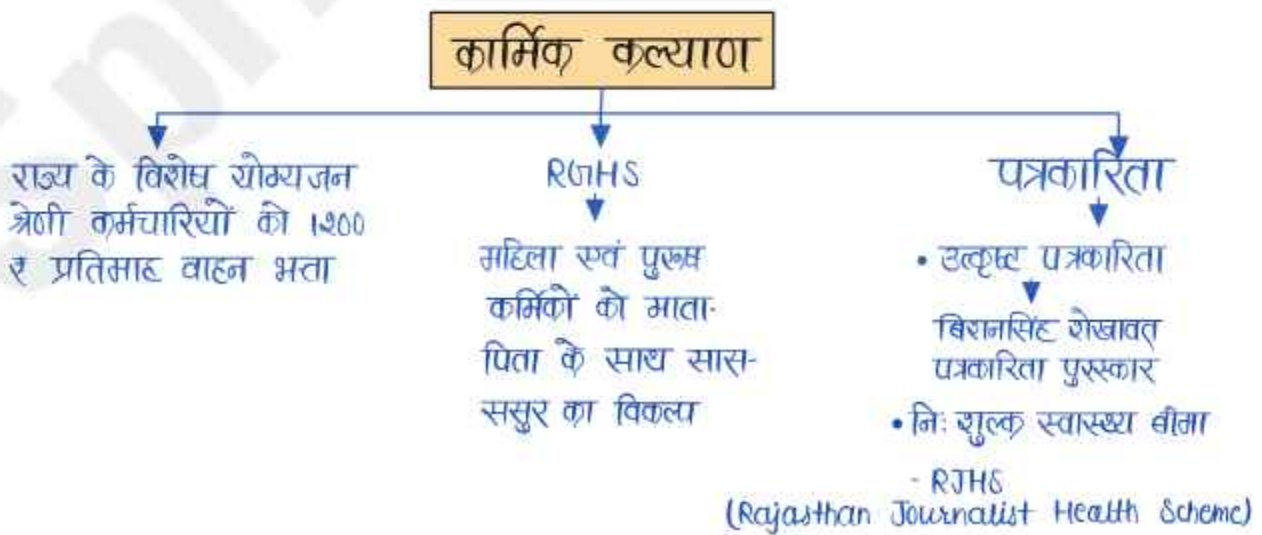 कार्मिक कल्याण
राज्य के विशेष योग्यजन
श्रेणी कर्मचारियों को 1200
₹ प्रतिमाह वाहन भत्ता
RGHS
महिला एवं पुरुष
कर्मिकों को माता-
पिता के साथ सास-
ससुर का विकल्प
पत्रकारिता
• उत्कृष्ट पत्रकारिता
बिशनसिंह शेखावत
पत्रकारिता पुरस्कार
• नि: शुल्क स्वास्थ्य बीमा
- RJHS
(Rajasthan Journalist Health Scheme)